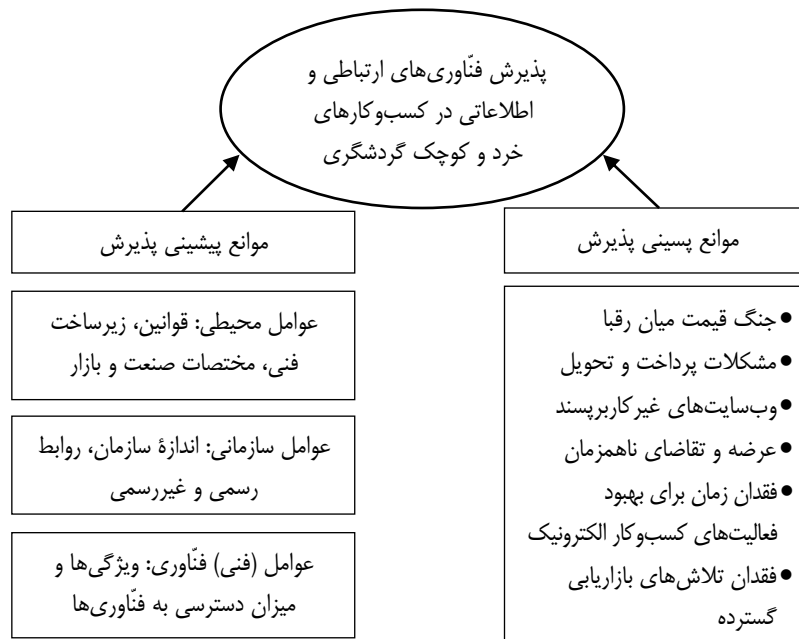 پذیرش فنّاوری‌های ارتباطی و
اطلاعاتی در کسب‌وکارهای
خرد و کوچک گردشگری
موانع پسینی پذیرش
• جنگ قیمت میان رقبا
• مشکلات پرداخت و تحویل
• وب‌سایت‌های غیرکاربرپسند
• عرضه و تقاضای ناهمزمان
• فقدان زمان برای بهبود
فعالیت‌های کسب‌وکار الکترونیک
• فقدان تلاش‌های بازاریابی
گسترده
موانع پیشینی پذیرش
عوامل محیطی: قوانین، زیرساخت
فنی، مختصات صنعت و بازار
عوامل سازمانی: اندازهٔ سازمان، روابط
رسمی و غیررسمی
عوامل (فنی) فنّاوری: ویژگی‌ها و
میزان دسترسی به فنّاوری‌ها